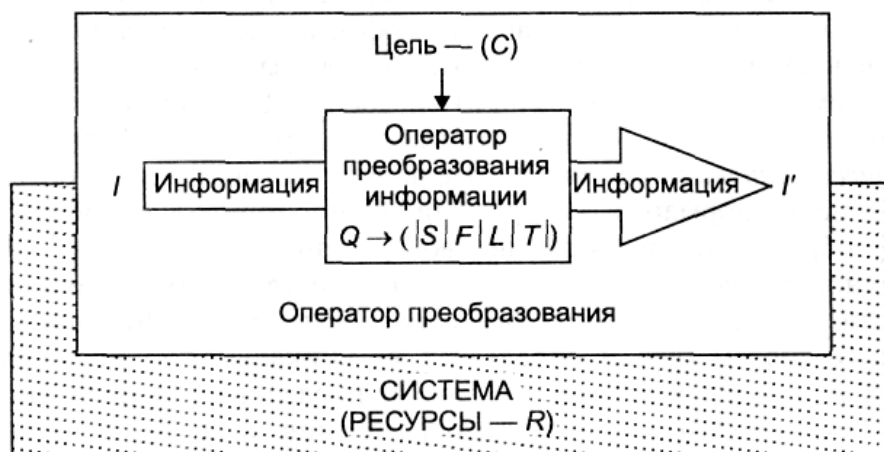 Цель — (C)
Оператор
преобразования
информации
Q → (|S|F|L|T|)
I
Информация
Информация
I'
Оператор преобразования
СИСТЕМА
(РЕСУРСЫ — R)